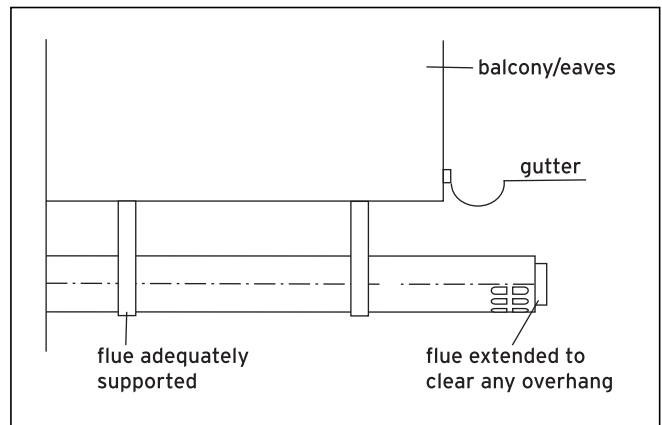 balcony/eaves
gutter
flue adequately
supported
flue extended to
clear any overhang